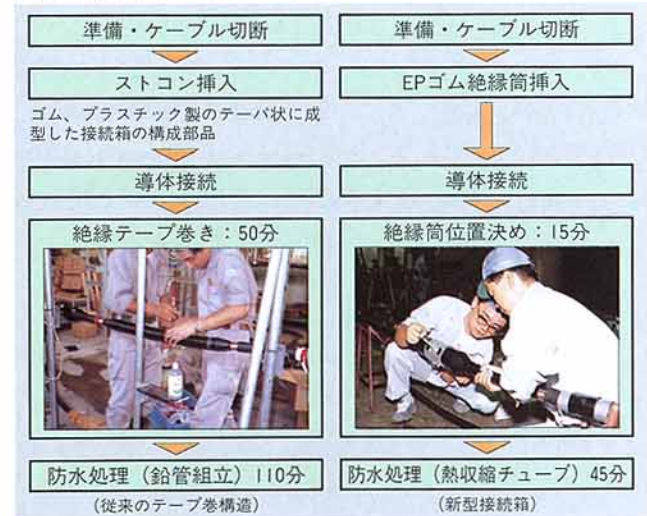 準備・ケーブル切断
ストコン挿入
ゴム、プラスチック製のテーパ状に成
型した接続箱の構成部品
導体接続
絶縁テープ巻き:50分
防水処理(鉛管組立)110分
(従来のテープ巻構造)
準備・ケーブル切断
EPゴム絶縁筒挿入
導体接続
絶縁筒位置決め:15分
防水処理(熱収縮チューブ)45分
(新型接続箱)